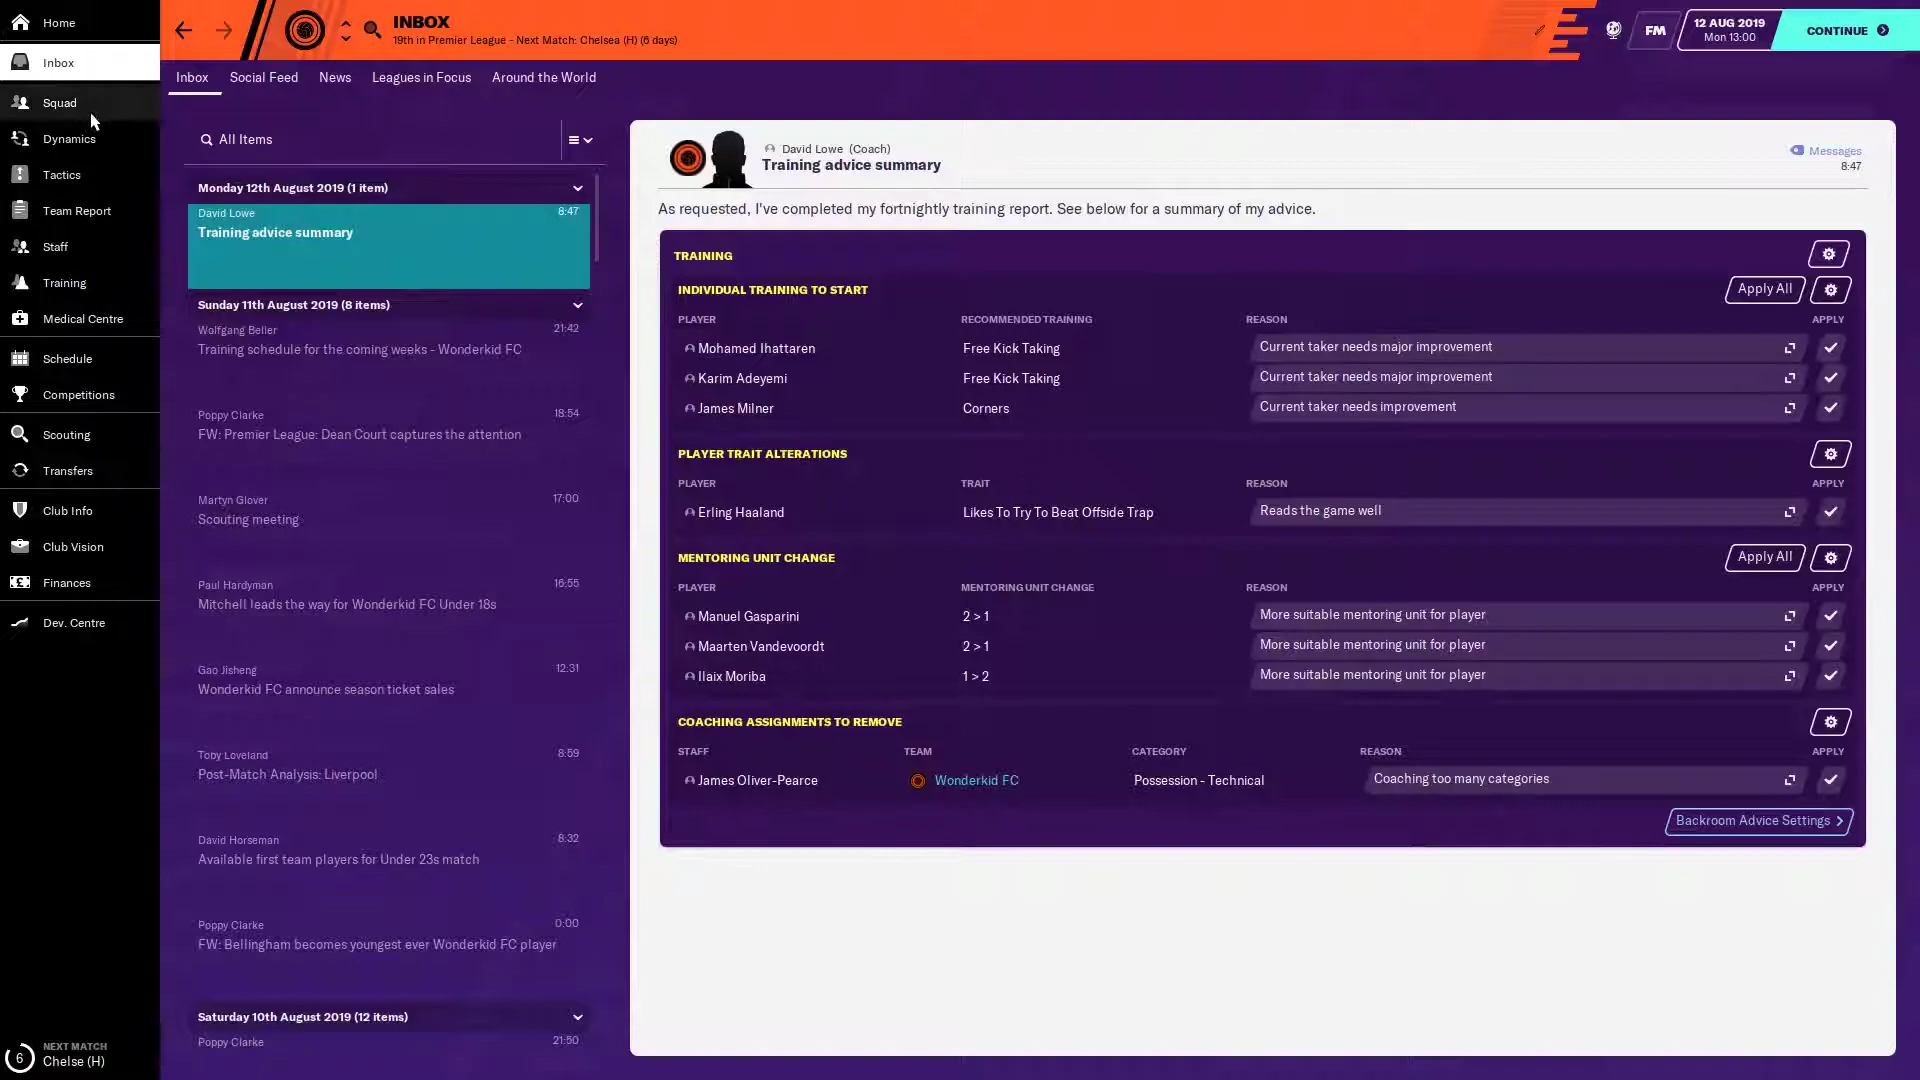 Home
Inbox
Squad
Dynamics
Tactics
Team Report
Staff
Training
Medical Centre
Schedule
Competitions
Scouting
Transfers
Club Info
Club Vision
Finances
Dev. Centre
6
NEXT MATCH
Chelse (H)
INBOX
19th in Premier League - Next Match: Chelsea (H) (6 days)
FM
12 AUG 2019
Mon 13:00
CONTINUE
Inbox Social Feed News Leagues in Focus Around the World
All Items
Monday 12th August 2019 (1 item)
David Lowe 8:47
Training advice summary
Sunday 11th August 2019 (8 items)
Wolfgang Beller 21:42
Training schedule for the coming weeks - Wonderkid FC
Poppy Clarke 18:54
FW: Premier League: Dean Court captures the attention
Martyn Glover 17:00
Scouting meeting
Paul Hardyman 16:55
Mitchell leads the way for Wonderkid FC Under 18s
Gao Jisheng 12:31
Wonderkid FC announce season ticket sales
Toby Loveland 8:59
Post-Match Analysis: Liverpool
David Horseman 8:32
Available first team players for Under 23s match
Poppy Clarke 0:00
FW: Bellingham becomes youngest ever Wonderkid FC player
Saturday 10th August 2019 (12 items)
Poppy Clarke 21:50
David Lowe (Coach)
Training advice summary
Messages
8:47
As requested, I've completed my fortnightly training report. See below for a summary of my advice.
TRAINING
INDIVIDUAL TRAINING TO START Apply All
PLAYER RECOMMENDED TRAINING REASON APPLY
Mohamed Ihattaren Free Kick Taking Current taker needs major improvement
Karim Adeyemi Free Kick Taking Current taker needs major improvement
James Milner Corners Current taker needs improvement
PLAYER TRAIT ALTERATIONS
PLAYER TRAIT REASON APPLY
Erling Haaland Likes To Try To Beat Offside Trap Reads the game well
MENTORING UNIT CHANGE Apply All
PLAYER MENTORING UNIT CHANGE REASON APPLY
Manuel Gasparini 2 > 1 More suitable mentoring unit for player
Maarten Vandevoordt 2 > 1 More suitable mentoring unit for player
Ilaix Moriba 1 > 2 More suitable mentoring unit for player
COACHING ASSIGNMENTS TO REMOVE
STAFF TEAM CATEGORY REASON APPLY
James Oliver-Pearce Wonderkid FC Possession - Technical Coaching too many categories
Backroom Advice Settings